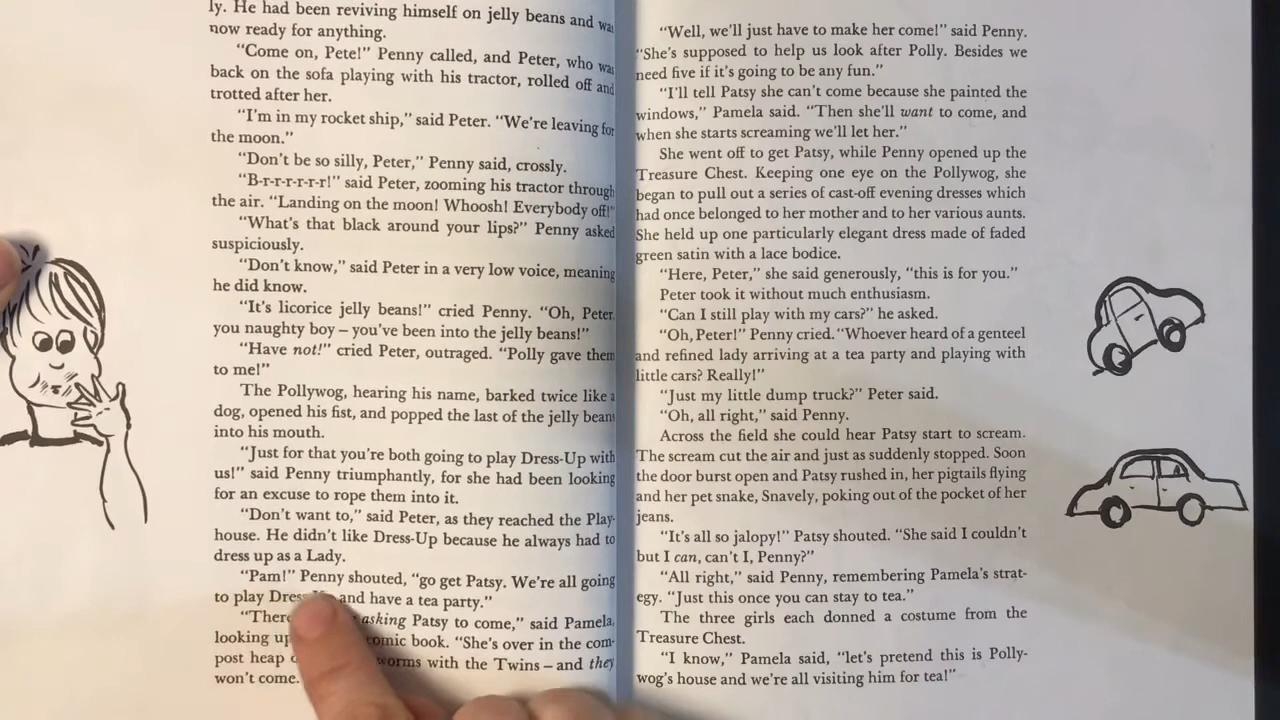 ly. He had been reviving himself on jelly beans and was
now ready for anything.
“Come on, Pete!” Penny called, and Peter, who was
back on the sofa playing with his tractor, rolled off and
trotted after her.
“I'm in my rocket ship,” said Peter. “We're leaving for
the moon.”
“Don't be so silly, Peter,” Penny said, crossly.
“B-r-r-r-r-r-r!” said Peter, zooming his tractor through
the air. “Landing on the moon! Whoosh! Everybody off!”
“What's that black around your lips?” Penny asked
suspiciously.
“Don't know,” said Peter in a very low voice, meaning
he did know.
“It's licorice jelly beans!” cried Penny. “Oh, Peter,
you naughty boy – you've been into the jelly beans!”
“Have not!” cried Peter, outraged. “Polly gave them
to me!”
The Pollywog, hearing his name, barked twice like a
dog, opened his fist, and popped the last of the jelly beans
into his mouth.
“Just for that you're both going to play Dress-Up with
us!” said Penny triumphantly, for she had been looking
for an excuse to rope them into it.
“Don't want to,” said Peter, as they reached the Play-
house. He didn't like Dress-Up because he always had to
dress up as a Lady.
“Pam!” Penny shouted, “go get Patsy. We're all going
to play and have a tea party.”
asking Patsy to come,” said Pamela,
looking up comic book. “She's over in the com-
post heap worms with the Twins – and they
won't come.
“Well, we'll just have to make her come!” said Penny.
“She's supposed to help us look after Polly. Besides we
need five if it's going to be any fun.”
“I'll tell Patsy she can't come because she painted the
windows,” Pamela said. “Then she'll want to come, and
when she starts screaming we'll let her.”
She went off to get Patsy, while Penny opened up the
Treasure Chest. Keeping one eye on the Pollywog, she
began to pull out a series of cast-off evening dresses which
had once belonged to her mother and to her various aunts.
She held up one particularly elegant dress made of faded
green satin with a lace bodice.
“Here, Peter,” she said generously, “this is for you.”
Peter took it without much enthusiasm.
“Can I still play with my cars?” he asked.
“Oh, Peter!” Penny cried. “Whoever heard of a genteel
and refined lady arriving at a tea party and playing with
little cars? Really!”
“Just my little dump truck?” Peter said.
“Oh, all right,” said Penny.
Across the field she could hear Patsy start to scream.
The scream cut the air and just as suddenly stopped. Soon
the door burst open and Patsy rushed in, her pigtails flying
and her pet snake, Snavely, poking out of the pocket of her
jeans.
“It's all so jalopy!” Patsy shouted. “She said I couldn't
but I can, can't I, Penny?”
“All right,” said Penny, remembering Pamela's strat-
egy. “Just this once you can stay to tea.”
The three girls each donned a costume from the
Treasure Chest.
“I know,” Pamela said, “let's pretend this is Polly-
wog's house and we're all visiting him for tea!”